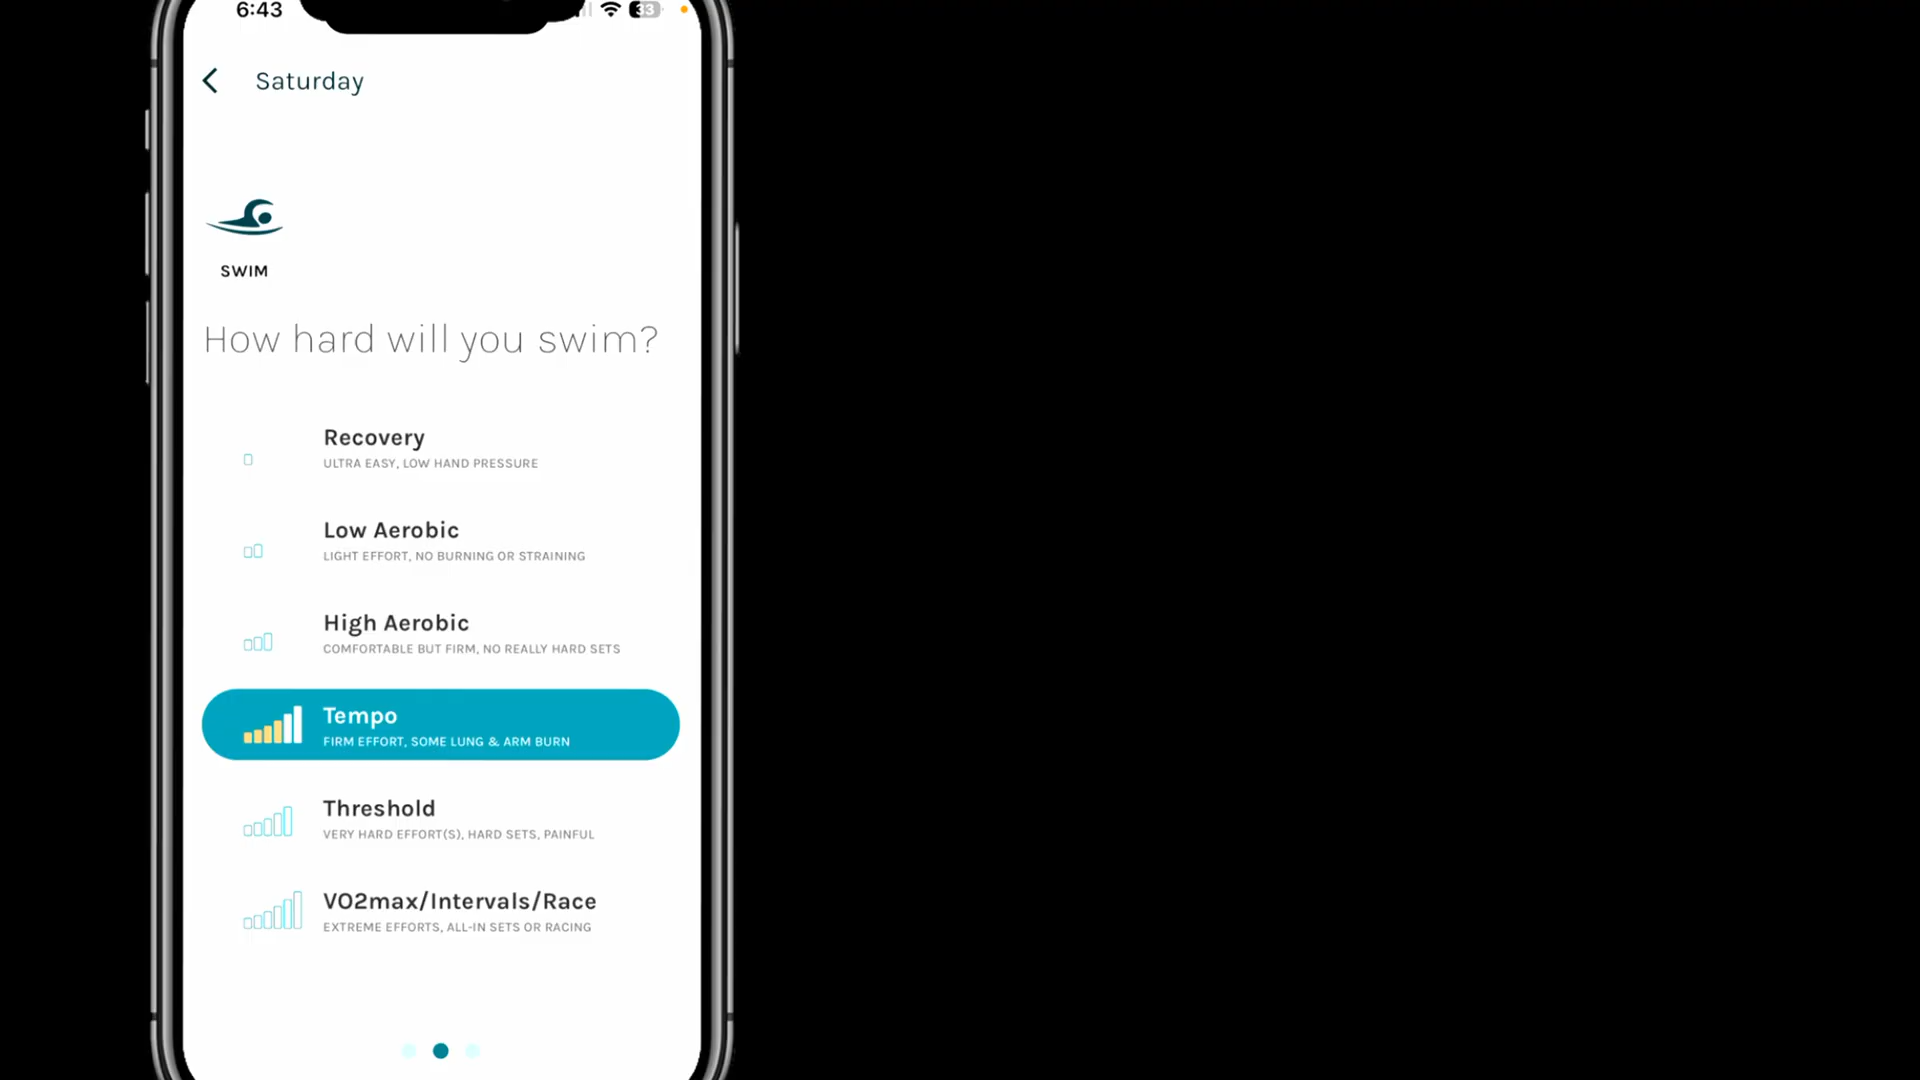 6:43
33
Saturday
SWIM
How hard will you swim?
Recovery
ULTRA EASY, LOW HAND PRESSURE
Low Aerobic
LIGHT EFFORT, NO BURNING OR STRAINING
High Aerobic
COMFORTABLE BUT FIRM, NO REALLY HARD SETS
Tempo
FIRM EFFORT, SOME LUNG & ARM BURN
Threshold
VERY HARD EFFORT(S), HARD SETS, PAINFUL
VO2max/Intervals/Race
EXTREME EFFORTS, ALL-IN SETS OR RACING